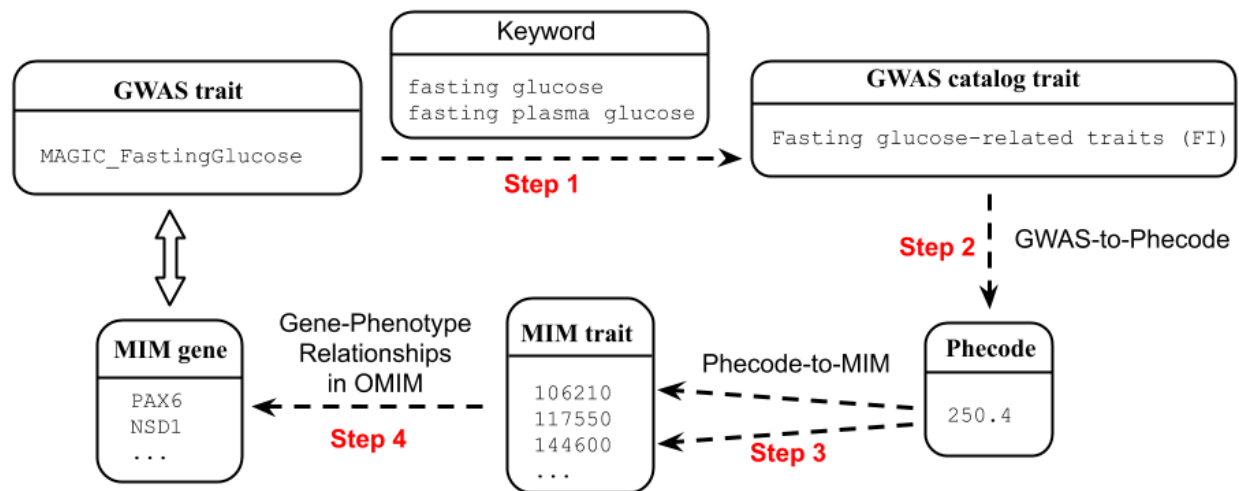 Keyword
fasting glucose
fasting plasma glucose
GWAS trait
MAGIC_FastingGlucose
Step 1
GWAS catalog trait
Fasting glucose-related traits (FI)
Step 2
GWAS-to-Phecode
Phecode
250.4
Phecode-to-MIM
Step 3
MIM trait
106210
117550
144600
...
Gene-Phenotype
Relationships
in OMIM
Step 4
MIM gene
PAX6
NSD1
...